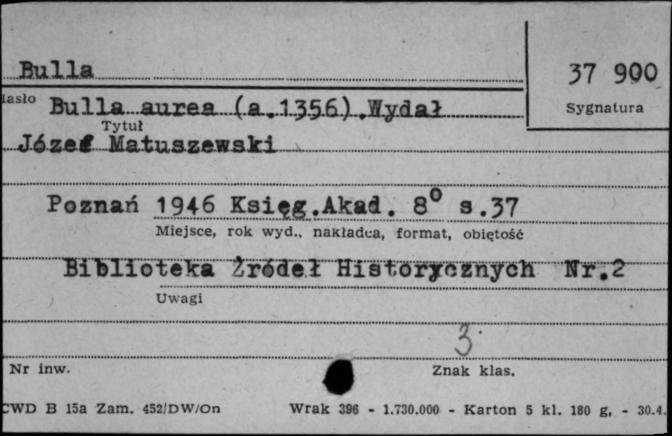 Bulla
37 900
Hasło
Sygnatura
Bulla aurea (a.1356).Wydał
Tytuł
Józef Matuszewski
Poznań 1946 Księg.Akad. 8° s.37
Miejsce, rok wyd., nakładca, format, objętość
Biblioteka Źródeł Historycznych Nr.2
Uwagi
3.
Nr inw.
Znak klas.
CWD B 15a Zam. 452/DW/On Wrak 396 - 1.730.000 - Karton 5 kl. 180 g, - 30.4.